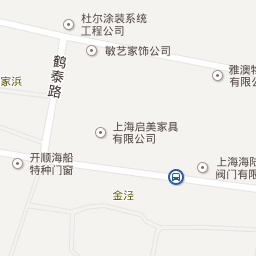 杜尔涂装系统
工程公司
敏艺家饰公司
鹤泰路
雅澳特
有限公
家浜
上海启美家具
有限公司
开顺海船
特种门窗
上海海陆
阀门有限
金泾